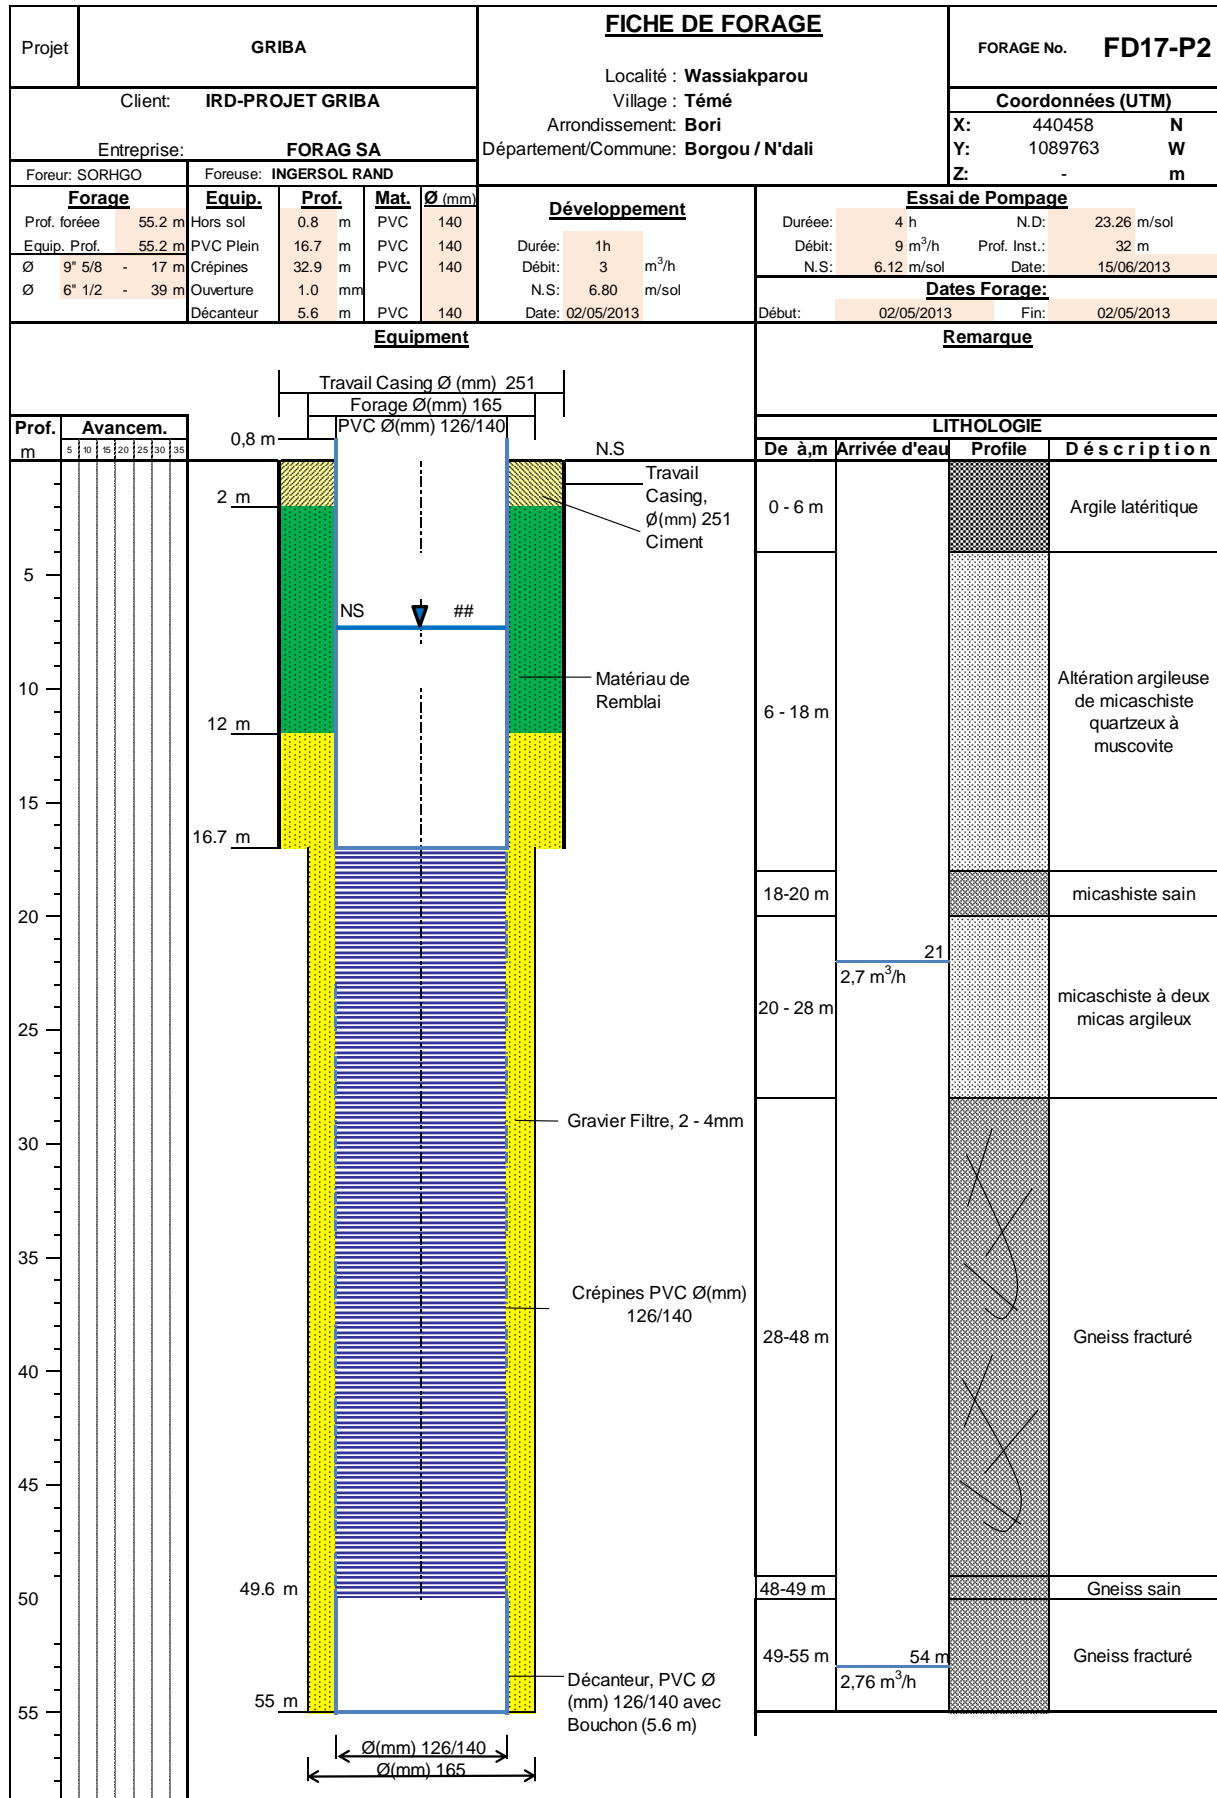 Projet GRIBA
FICHE DE FORAGE
FORAGE No. FD17-P2
Localité : Wassiakparou
Client: IRD-PROJET GRIBA
Village : Témé
Coordonnées (UTM)
Arrondissement: Bori
X: 440458 N
Entreprise: FORAG SA
Département/Commune: Borgou / N'dali
Y: 1089763 W
Foreur: SORHGO Foreuse: INGERSOL RAND
Z: - m
Forage Equip. Prof. Mat. Ø (mm)
Développement
Essai de Pompage
Prof. foréee 55.2 m Hors sol 0.8 m PVC 140
Duréee: 4 h N.D: 23.26 m/sol
Equip. Prof. 55.2 m PVC Plein 16.7 m PVC 140
Durée: 1h
Débit: 9 m³/h Prof. Inst.: 32 m
Ø 9" 5/8 - 17 m Crépines 32.9 m PVC 140
Débit: 3 m³/h
N.S: 6.12 m/sol Date: 15/06/2013
Ø 6" 1/2 - 39 m Ouverture 1.0 mm
N.S: 6.80 m/sol
Dates Forage:
Décanteur 5.6 m PVC 140
Date: 02/05/2013
Début: 02/05/2013 Fin: 02/05/2013
Equipment
Remarque
Travail Casing Ø (mm) 251
Forage Ø(mm) 165
PVC Ø(mm) 126/140
Prof. Avancem.
m 5 10 15 20 25 30 35
0,8 m
N.S
LITHOLOGIE
De à,m Arrivée d'eau Profile Déscription
Travail
Casing,
Ø(mm) 251
Ciment
2 m
0 - 6 m Argile latéritique
5
NS ##
10
Matériau de
Remblai
12 m
6 - 18 m
Altération argileuse
de micaschiste
quartzeux à
muscovite
15
16.7 m
18-20 m micashiste sain
20
21
2,7 m³/h
20 - 28 m
micaschiste à deux
micas argileux
25
Gravier Filtre, 2 - 4mm
30
35
Crépines PVC Ø(mm)
126/140
28-48 m Gneiss fracturé
40
45
49.6 m
48-49 m Gneiss sain
50
49-55 m 54 m Gneiss fracturé
2,76 m³/h
Décanteur, PVC Ø
(mm) 126/140 avec
Bouchon (5.6 m)
55 m
55
Ø(mm) 126/140
Ø(mm) 165